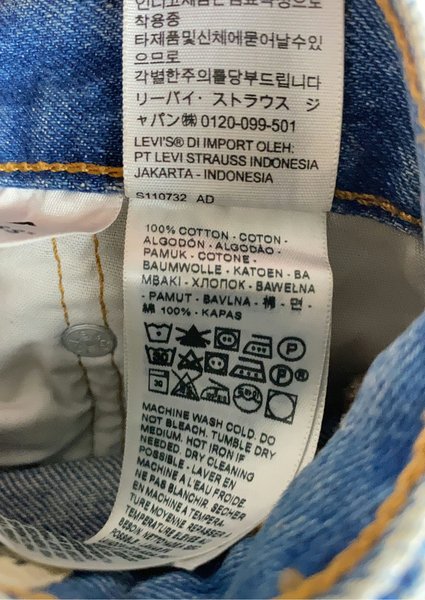 착용중
타제품및신체에묻어날수있
으므로
각별한주의를당부드립니다
リーバイ・ストラウス ジ
ャパン㈱ 0120-099-501
LEVI'S® DI IMPORT OLEH:
PT LEVI STRAUSS INDONESIA
JAKARTA - INDONESIA
S110732 AD
100% COTTON - COTON -
ALGODÓN - ALGODÃO -
PAMUK - COTONE -
BAUMWOLLE - KATOEN - BA
MBAKI - ХЛОПОК - BAWEŁNA
- PAMUT - BAVLNA - 棉 - 면 -
綿 100% - KAPAS
30
MACHINE WASH COLD. DO
NOT BLEACH. TUMBLE DRY
MEDIUM. HOT IRON IF
NEEDED. DRY CLEANING
POSSIBLE - LAVER EN
MACHINE A L'EAU FROIDE.
NE PAS BLANCHIR. SECHER
EN MACHINE A TEMPERA
TURE MOYENNE. REPASSER A
TEMPERATURE ELEVEE
BESOIN. NETTOYAGE